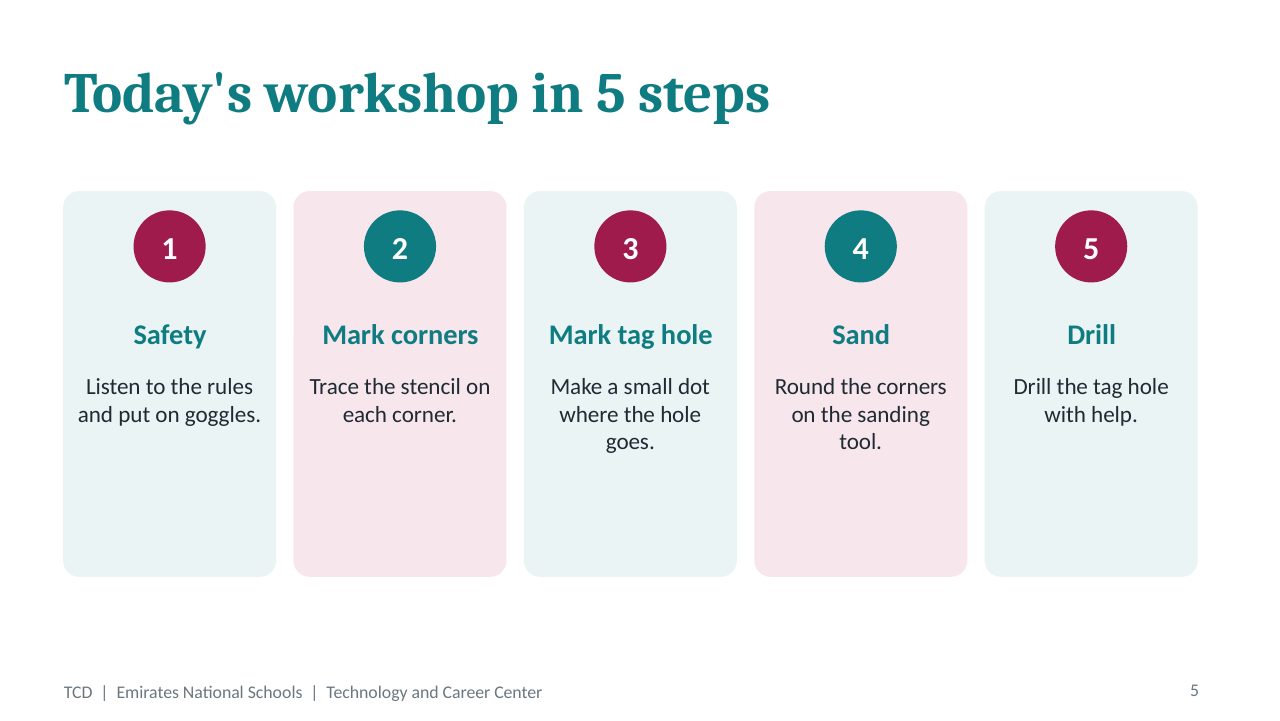 Today's workshop in 5 steps
1
Safety
Listen to the rules
and put on goggles.
2
Mark corners
Trace the stencil on
each corner.
3
Mark tag hole
Make a small dot
where the hole
goes.
4
Sand
Round the corners
on the sanding
tool.
5
Drill
Drill the tag hole
with help.
TCD | Emirates National Schools | Technology and Career Center
5